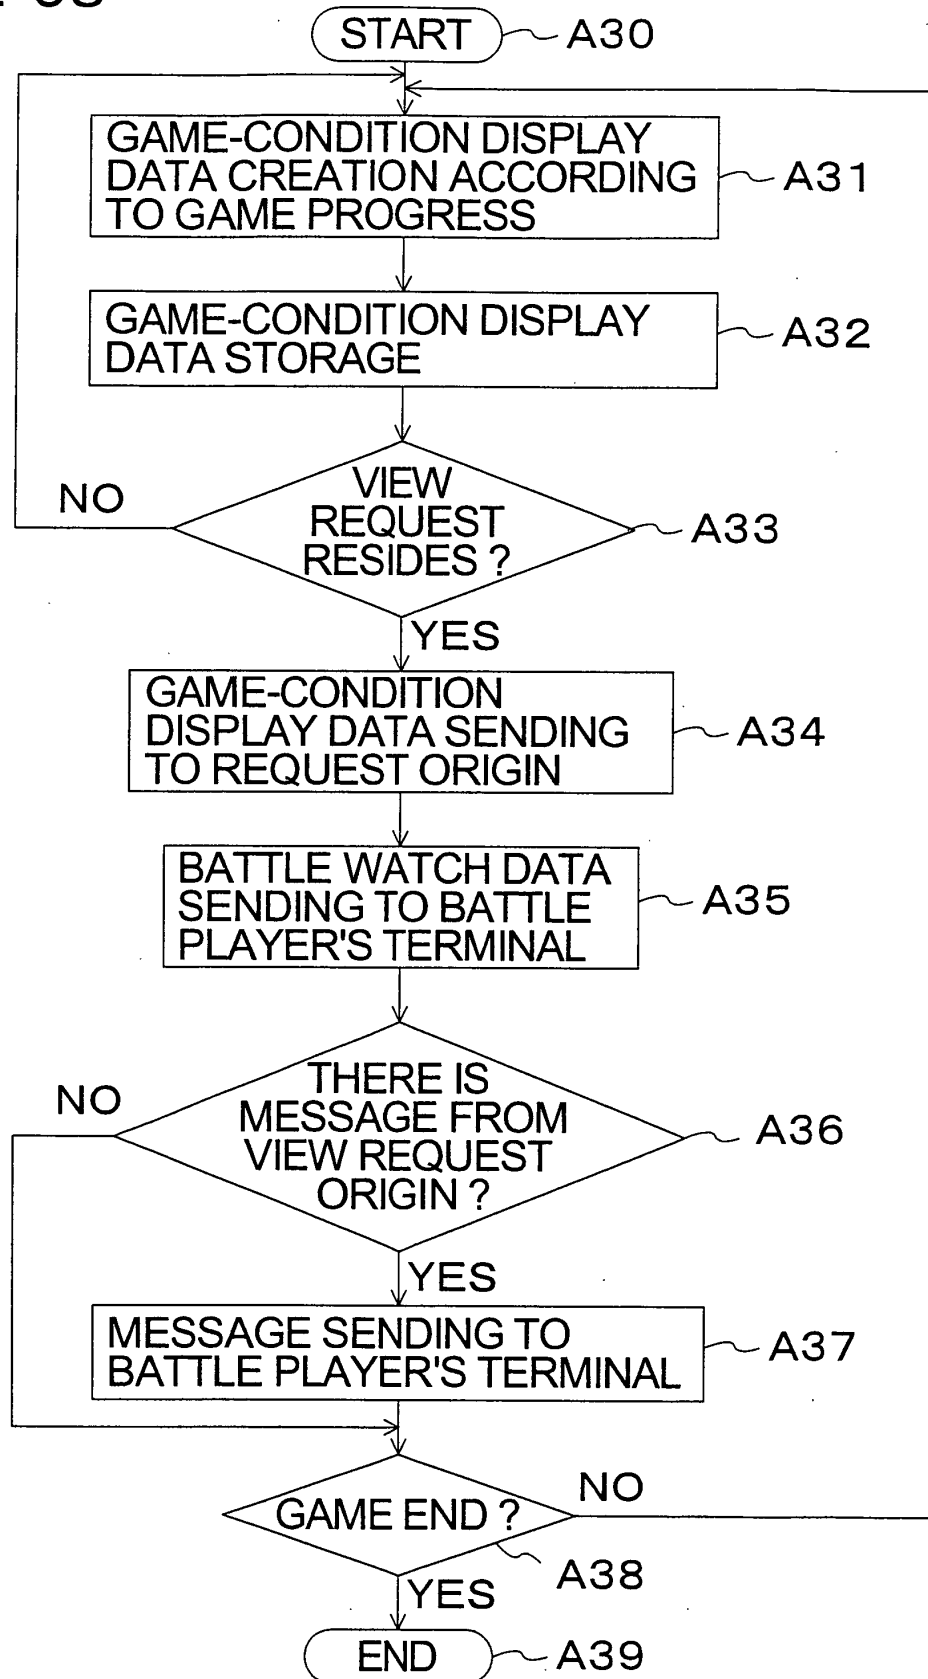 START
A30
GAME-CONDITION DISPLAY
DATA CREATION ACCORDING
TO GAME PROGRESS
A31
GAME-CONDITION DISPLAY
DATA STORAGE
A32
NO
VIEW
REQUEST
RESIDES ?
A33
YES
GAME-CONDITION
DISPLAY DATA SENDING
TO REQUEST ORIGIN
A34
BATTLE WATCH DATA
SENDING TO BATTLE
PLAYER'S TERMINAL
A35
NO
THERE IS
MESSAGE FROM
VIEW REQUEST
ORIGIN ?
A36
YES
MESSAGE SENDING TO
BATTLE PLAYER'S TERMINAL
A37
GAME END ?
NO
A38
YES
END
A39